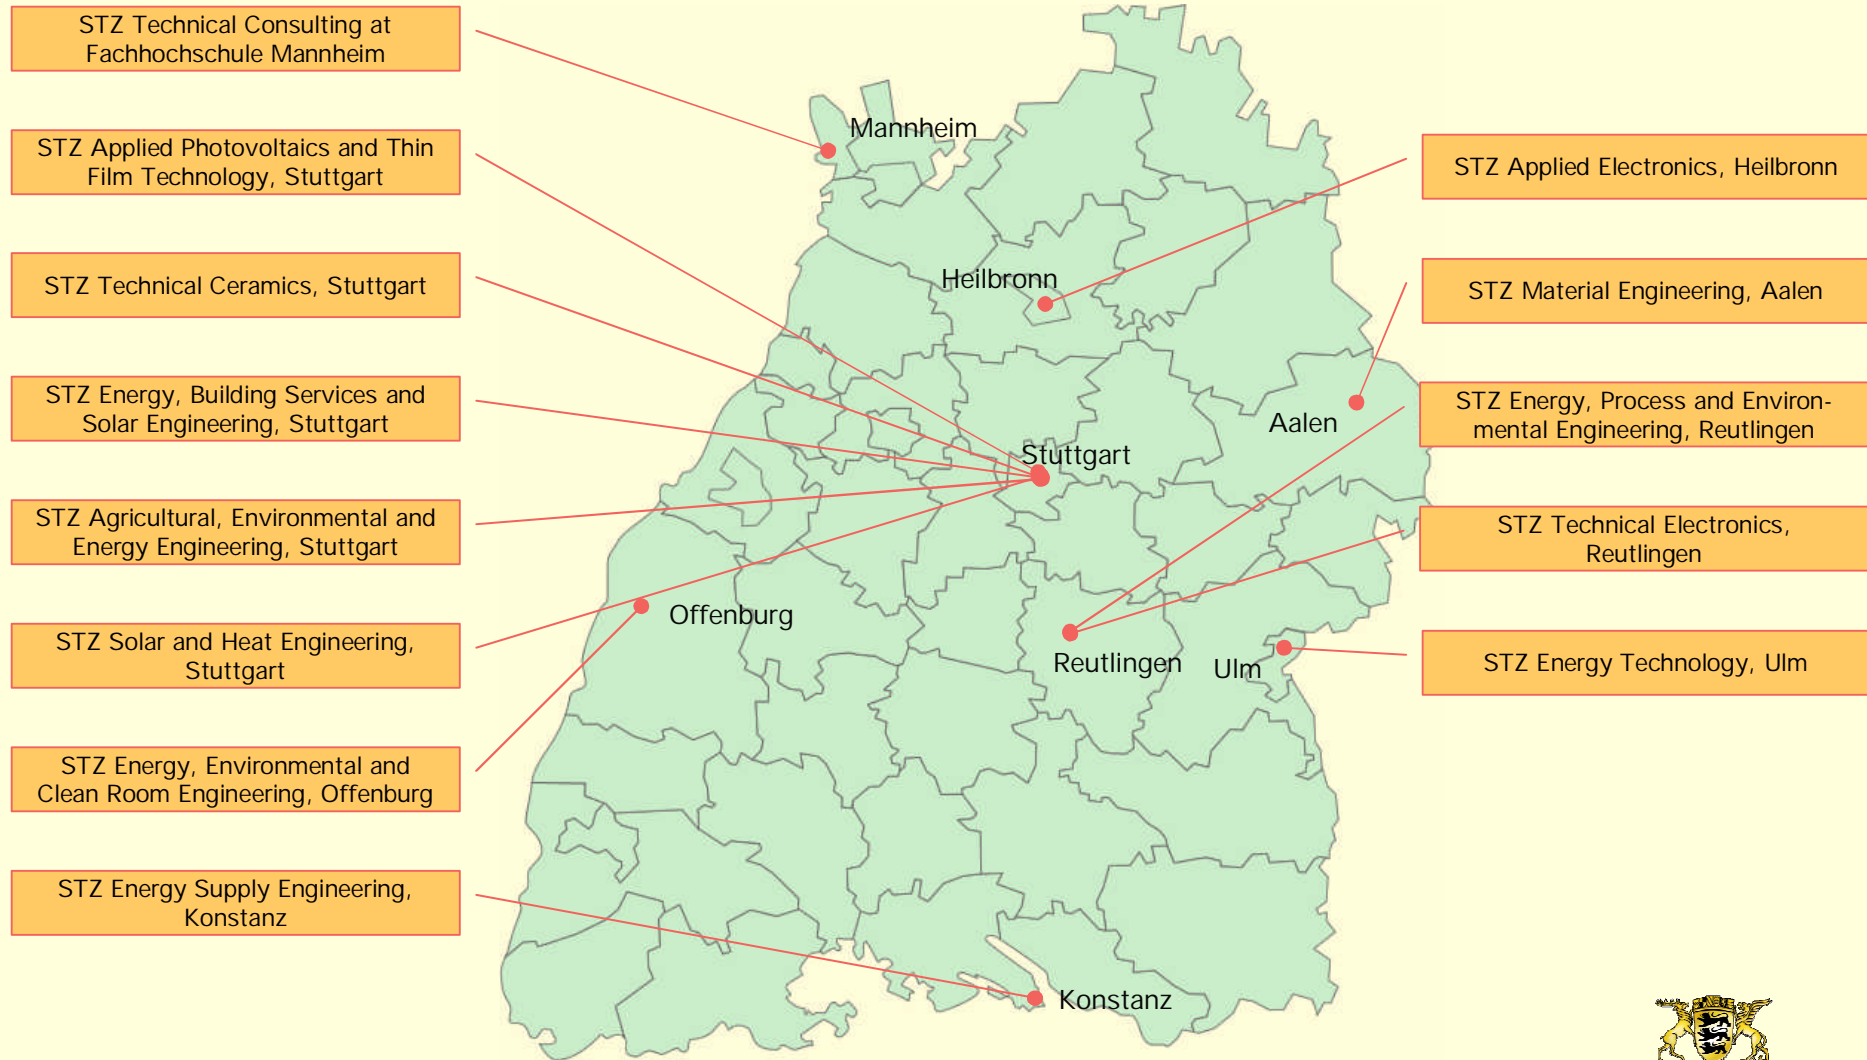 STZ Technical Consulting at
Fachhochschule Mannheim
STZ Applied Photovoltaics and Thin
Film Technology, Stuttgart
STZ Technical Ceramics, Stuttgart
STZ Energy, Building Services and
Solar Engineering, Stuttgart
STZ Agricultural, Environmental and
Energy Engineering, Stuttgart
STZ Solar and Heat Engineering,
Stuttgart
STZ Energy, Environmental and
Clean Room Engineering, Offenburg
STZ Energy Supply Engineering,
Konstanz
Mannheim
Heilbronn
Aalen
Stuttgart
Offenburg
Reutlingen
Ulm
Konstanz
STZ Applied Electronics, Heilbronn
STZ Material Engineering, Aalen
STZ Energy, Process and Environ-
mental Engineering, Reutlingen
STZ Technical Electronics,
Reutlingen
STZ Energy Technology, Ulm